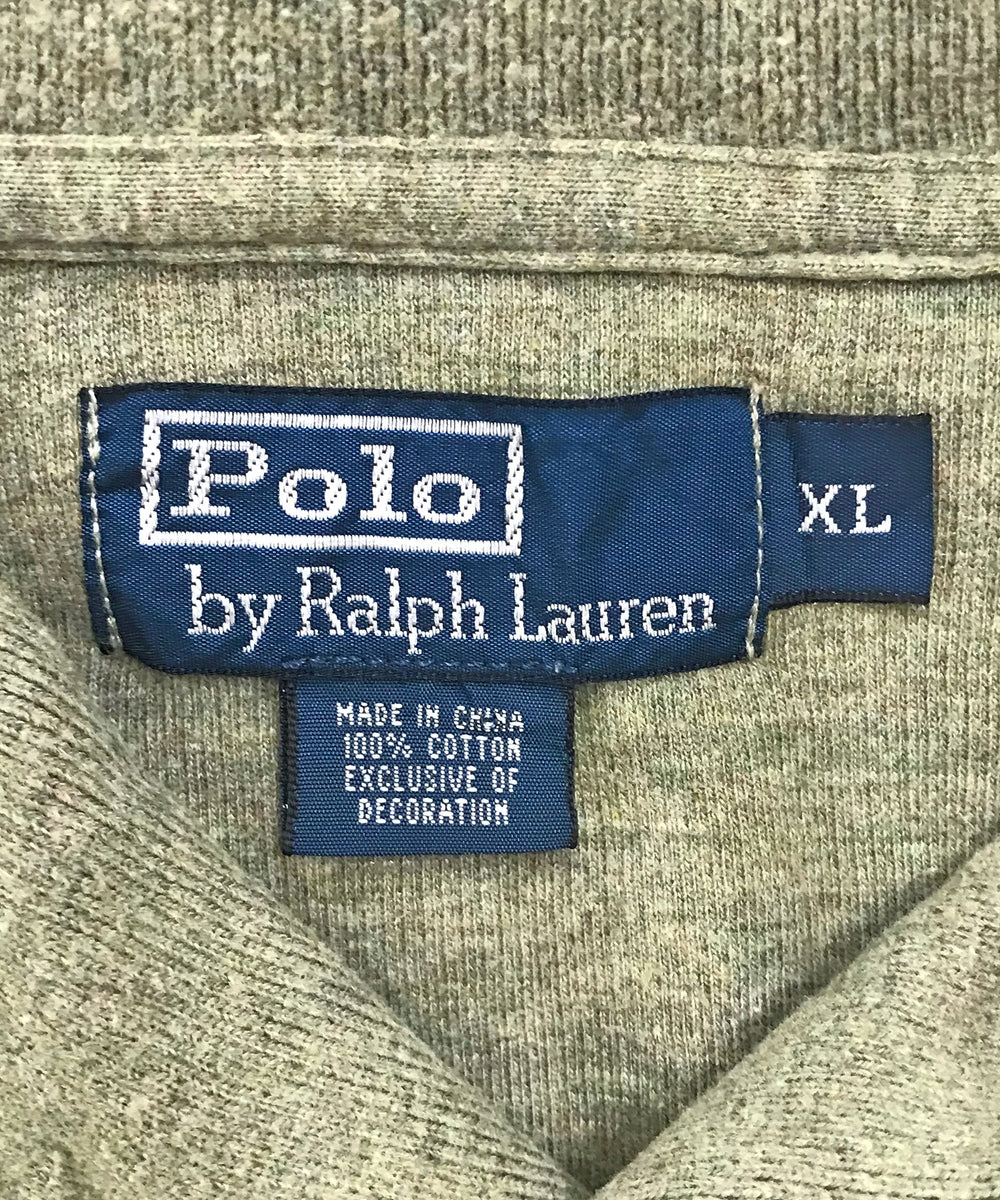 Polo
by Ralph Lauren
XL
MADE IN CHINA
100% COTTON
EXCLUSIVE OF
DECORATION